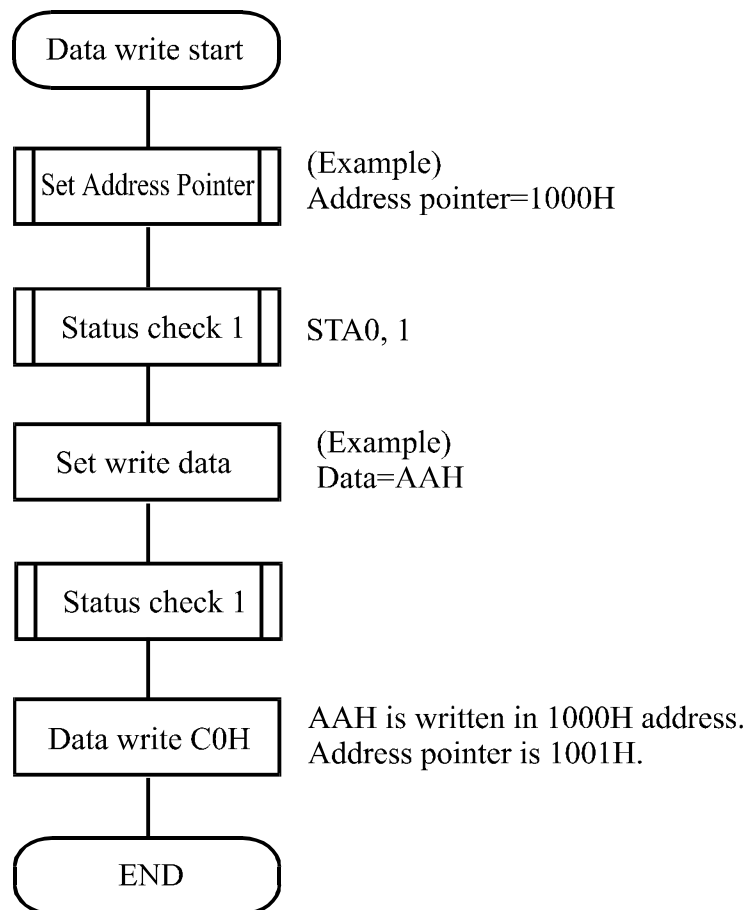 Data write start
Set Address Pointer
(Example)
Address pointer=1000H
Status check 1
STA0, 1
Set write data
(Example)
Data=AAH
Status check 1
Data write C0H
AAH is written in 1000H address.
Address pointer is 1001H.
END